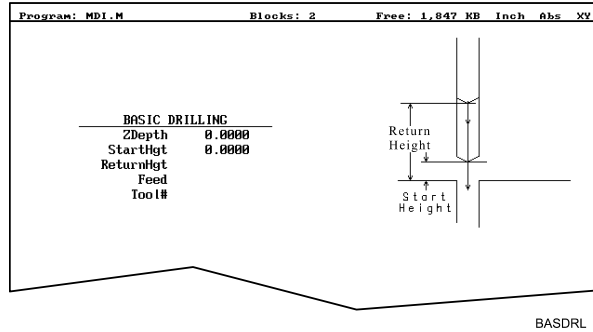 Program: MDI.M Blocks: 2 Free: 1,847 KB Inch Abs XY
BASIC DRILLING
ZDepth 0.0000
StartHgt 0.0000
ReturnHgt
Feed
Tool#
Return
Height
Start
Height
BASDRL